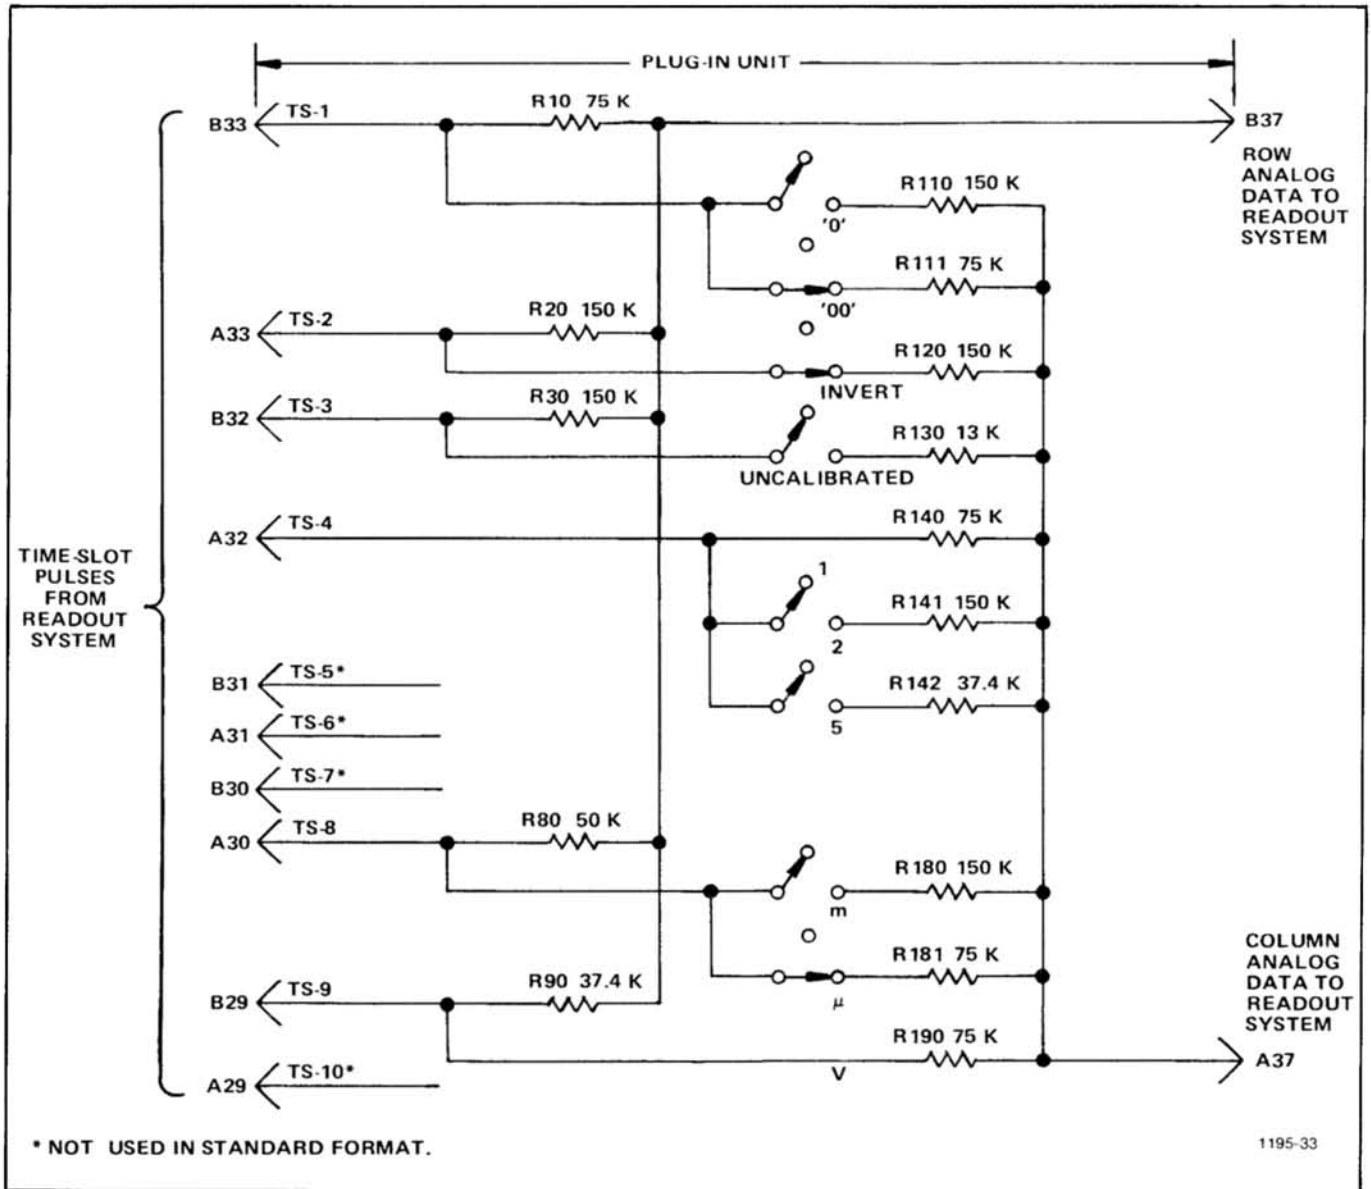 PLUG-IN UNIT
R10 75 K
TS-1
B33
B37
ROW
ANALOG
DATA TO
READOUT
SYSTEM
R110 150 K
'0'
R111 75 K
'00'
R20 150 K
TS-2
A33
R120 150 K
INVERT
R30 150 K
TS-3
B32
R130 13 K
UNCALIBRATED
TS-4
A32
R140 75 K
1
R141 150 K
2
R142 37.4 K
5
TIME-SLOT
PULSES
FROM
READOUT
SYSTEM
B31
TS-5*
A31
TS-6*
B30
TS-7*
A30
TS-8
R80 50 K
R180 150 K
m
R181 75 K
μ
B29
TS-9
R90 37.4 K
R190 75 K
V
COLUMN
ANALOG
DATA TO
READOUT
SYSTEM
A37
A29
TS-10*
* NOT USED IN STANDARD FORMAT.
1195-33